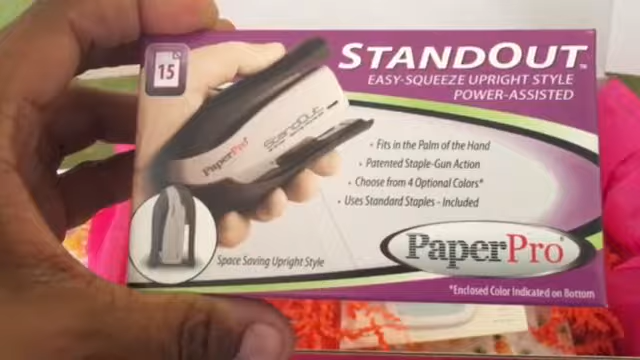 15
STANDOUT™
EASY-SQUEEZE UPRIGHT STYLE
POWER-ASSISTED
PaperPro
StandOut
• Fits in the Palm of the Hand
• Patented Staple-Gun Action
• Choose from 4 Optional Colors*
• Uses Standard Staples - Included
Space Saving Upright Style
PaperPro®
*Enclosed Color Indicated on Bottom